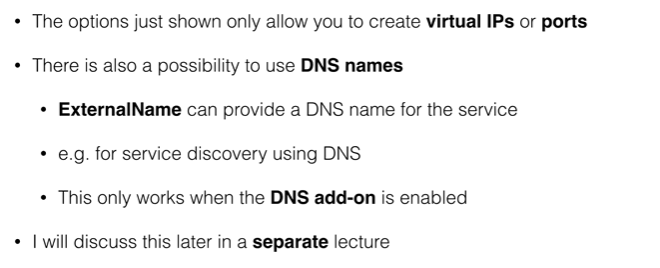 • The options just shown only allow you to create virtual IPs or ports
• There is also a possibility to use DNS names
• ExternalName can provide a DNS name for the service
• e.g. for service discovery using DNS
• This only works when the DNS add-on is enabled
• I will discuss this later in a separate lecture